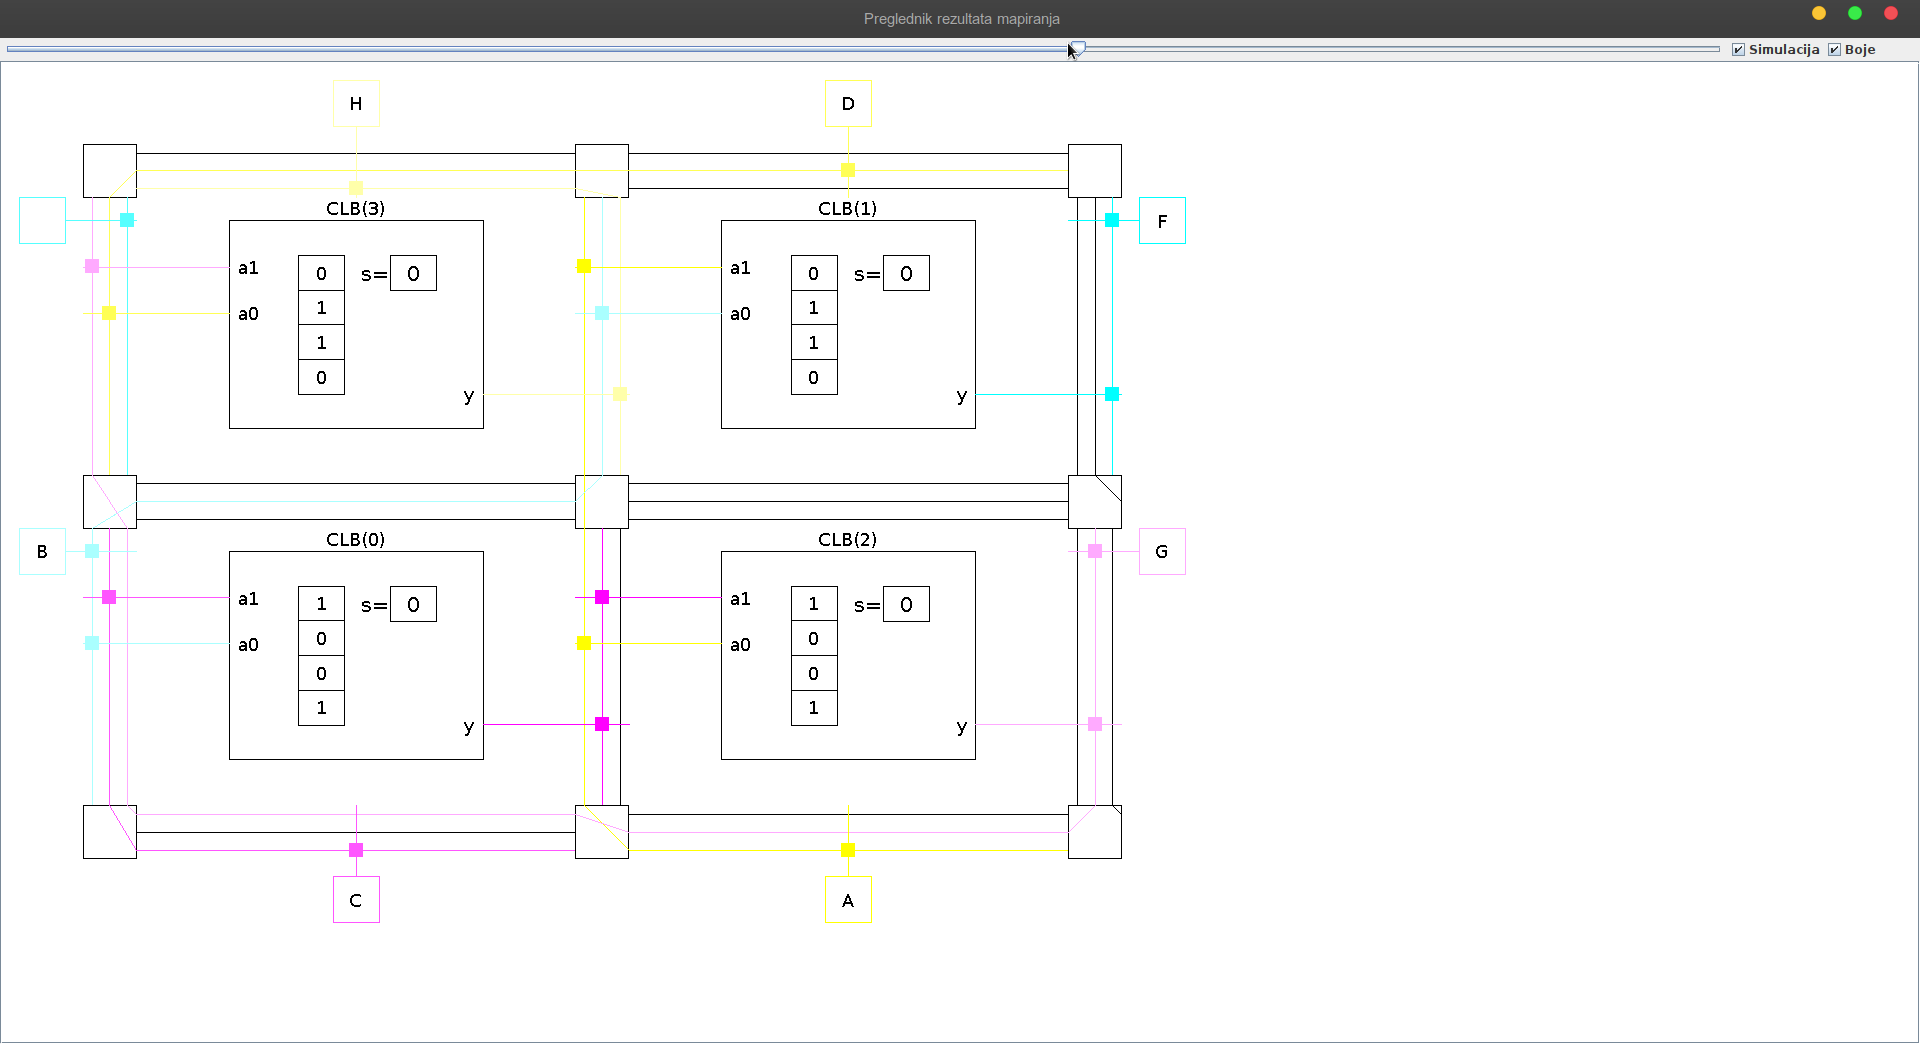 Preglednik rezultata mapiranja
Simulacija Boje
H D
CLB(3) CLB(1)
F
a1 0 s= 0 a1 0 s= 0
a0 1 a0 1
1 1
0 0
y y
CLB(0) CLB(2)
B G
a1 1 s= 0 a1 1 s= 0
a0 0 a0 0
0 0
1 1
y y
C A